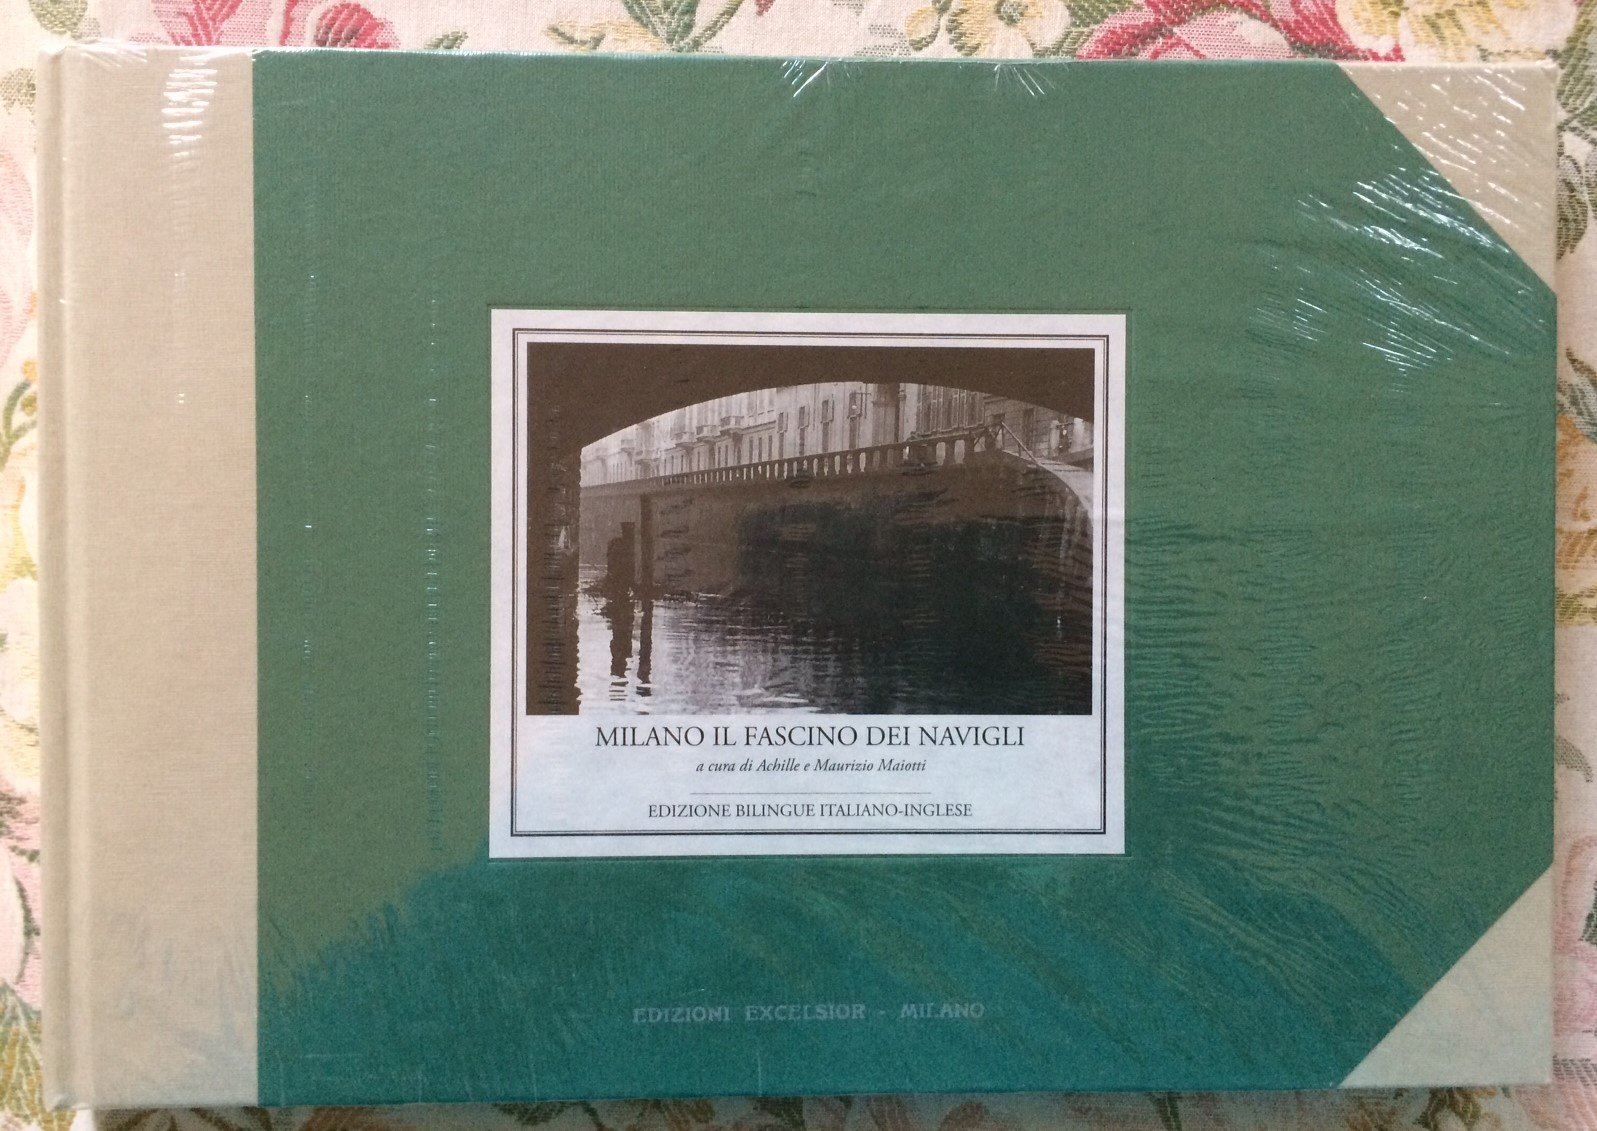 MILANO IL FASCINO DEI NAVIGLI
a cura di Achille e Maurizio Maiotti
EDIZIONE BILINGUE ITALIANO-INGLESE
EDIZIONI EXCELSIOR - MILANO